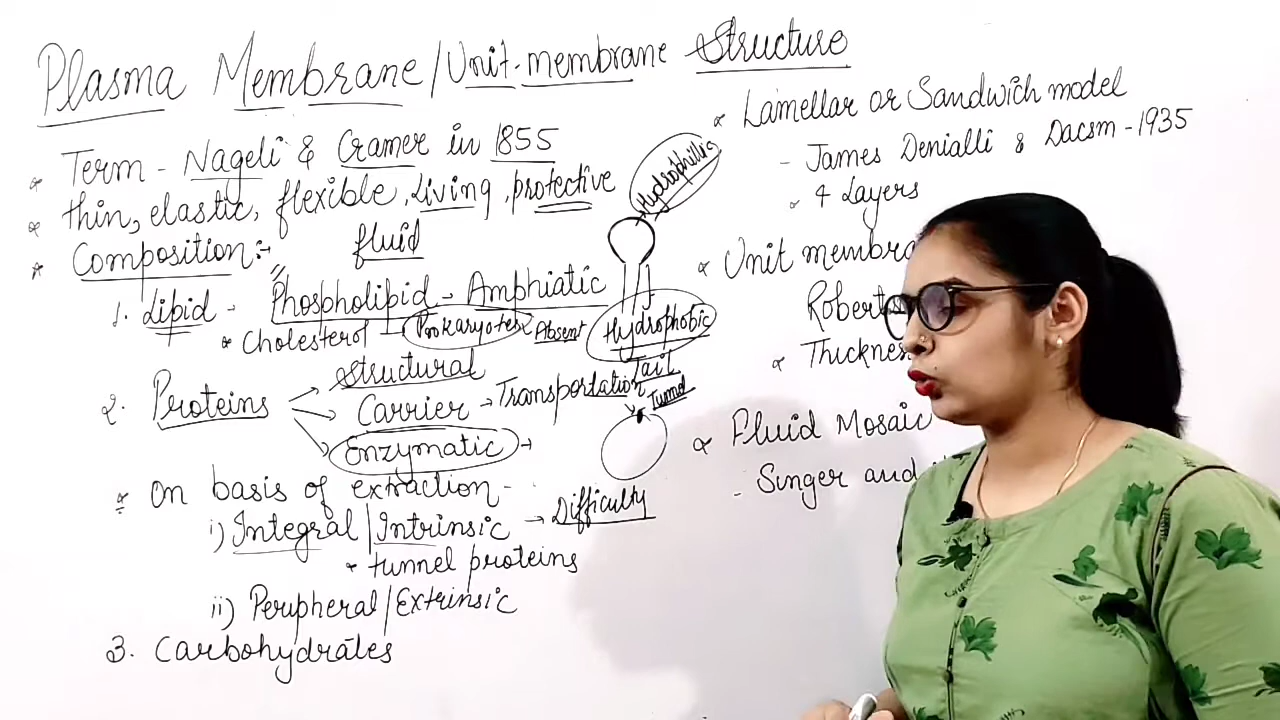 Plasma Membrane/Unit-membrane Structure
Term - Nageli & Cramer in 1855
thin, elastic, flexible, living, protective
fluid
Composition:-
1. Lipid - Phospholipid - Amphiatic
Cholesterol - Prokaryotes Absent
Hydrophillic
Hydrophobic
Tail
2. Proteins
Structural
Carrier - Transportation
Enzymatic
Tunnel
On basis of extraction -
i) Integral/Intrinsic → Difficulty
tunnel proteins
ii) Peripheral/Extrinsic
3. Carbohydrates
Lamellar or Sandwich model
- James Denialli & Dacsm - 1935
4 Layers
Unit membra
Roberts
Thicknes
Fluid Mosaic
- Singer and